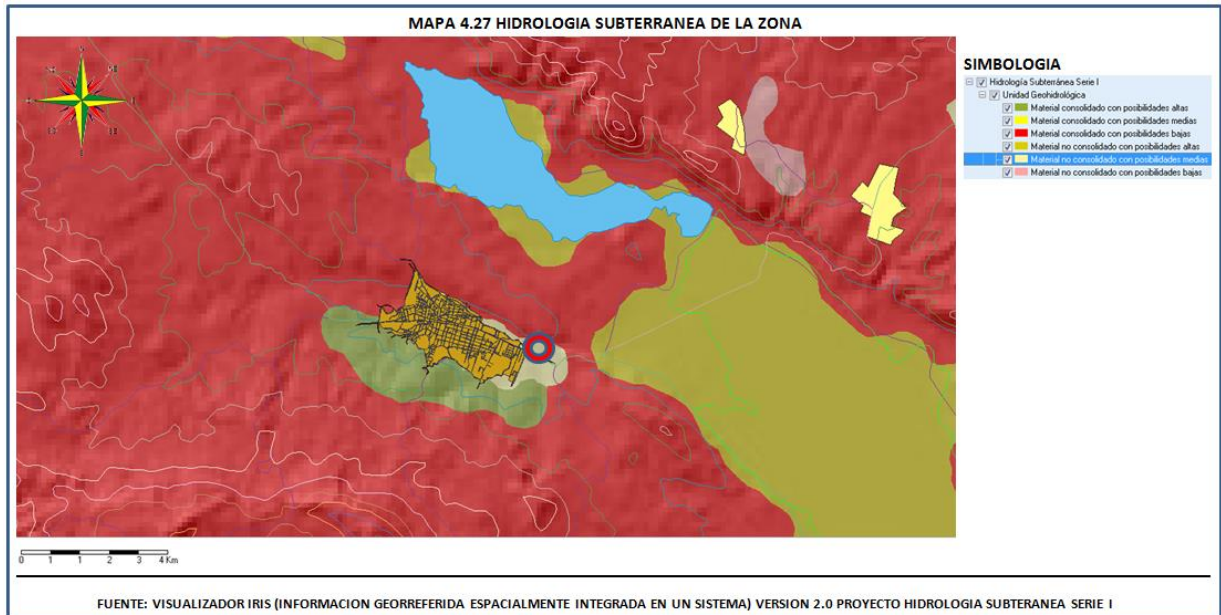 MAPA 4.27 HIDROLOGIA SUBTERRANEA DE LA ZONA
SIMBOLOGIA
Hidrología Subterránea Serie I
Unidad Geohidrológica
Material consolidado con posibilidades altas
Material consolidado con posibilidades medias
Material consolidado con posibilidades bajas
Material no consolidado con posibilidades altas
Material no consolidado con posibilidades medias
Material no consolidado con posibilidades bajas
0 1 1 2 3 4 Km
FUENTE: VISUALIZADOR IRIS (INFORMACION GEORREFERIDA ESPACIALMENTE INTEGRADA EN UN SISTEMA) VERSION 2.0 PROYECTO HIDROLOGIA SUBTERANEA SERIE I